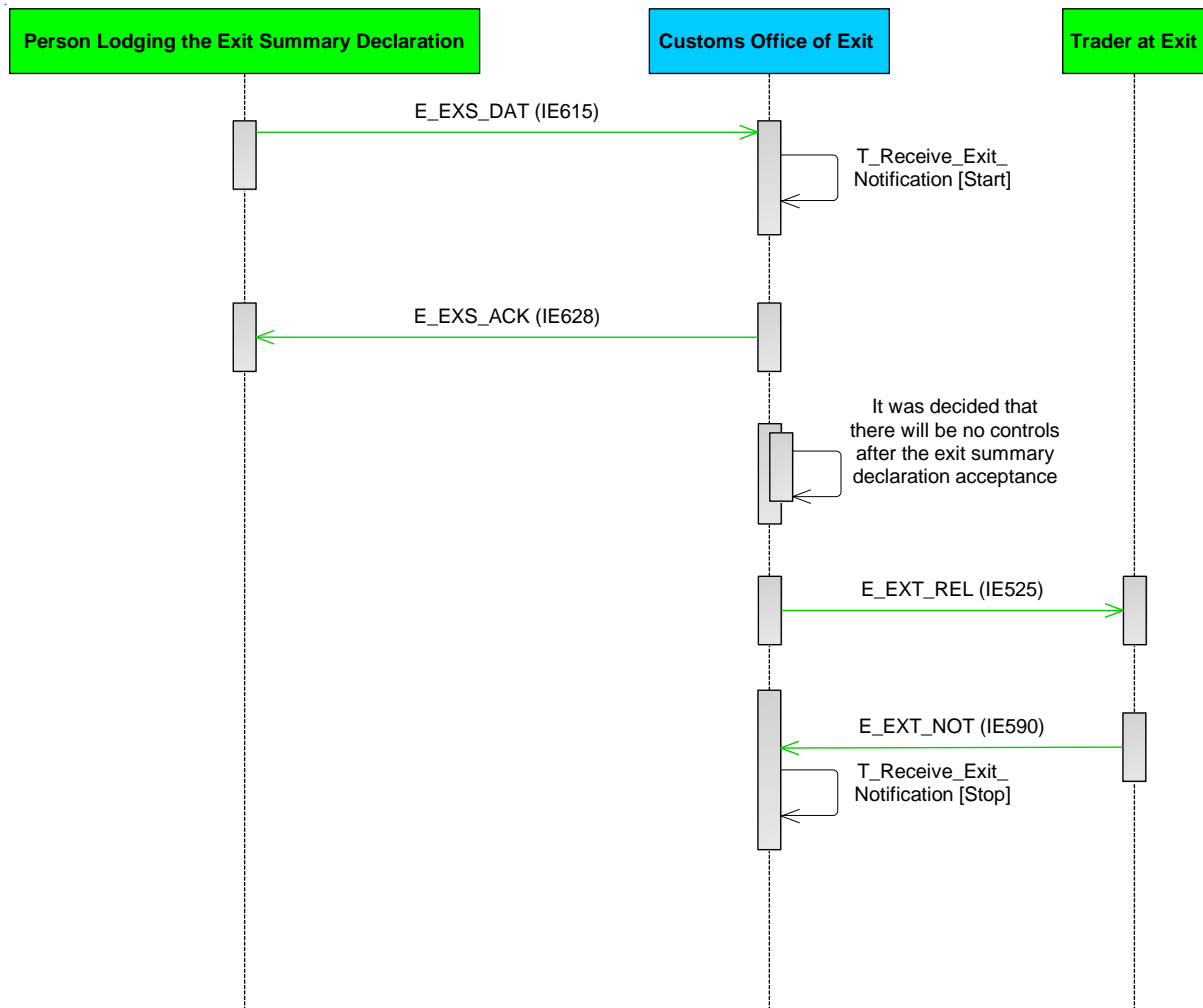 Person Lodging the Exit Summary Declaration
Customs Office of Exit
Trader at Exit
E_EXS_DAT (IE615)
T_Receive_Exit_
Notification [Start]
E_EXS_ACK (IE628)
It was decided that
there will be no controls
after the exit summary
declaration acceptance
E_EXT_REL (IE525)
E_EXT_NOT (IE590)
T_Receive_Exit_
Notification [Stop]